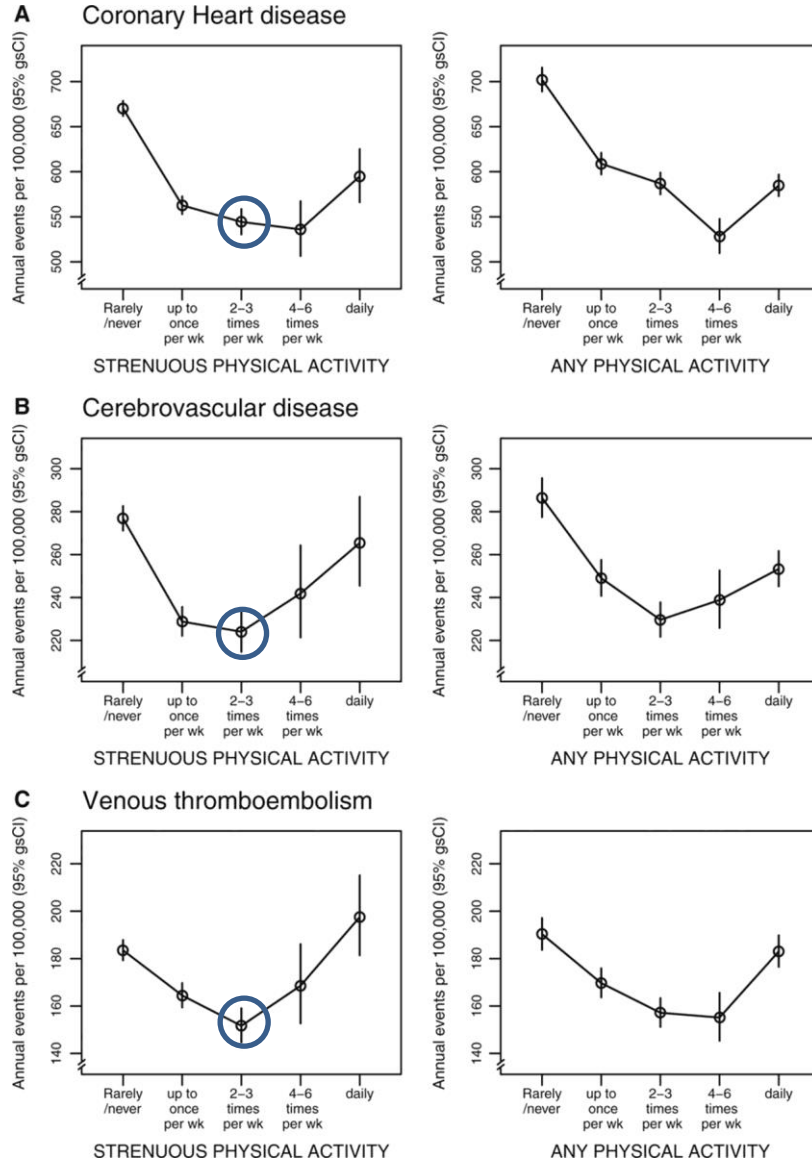 A Coronary Heart disease
Annual events per 100,000 (95% gsCI)
700
650
600
550
500
Rarely
/never
up to
once
per wk
2–3
times
per wk
4–6
times
per wk
daily
STRENUOUS PHYSICAL ACTIVITY
Annual events per 100,000 (95% gsCI)
700
650
600
550
500
Rarely
/never
up to
once
per wk
2–3
times
per wk
4–6
times
per wk
daily
ANY PHYSICAL ACTIVITY
B Cerebrovascular disease
Annual events per 100,000 (95% gsCI)
300
280
260
240
220
Rarely
/never
up to
once
per wk
2–3
times
per wk
4–6
times
per wk
daily
STRENUOUS PHYSICAL ACTIVITY
Annual events per 100,000 (95% gsCI)
300
280
260
240
220
Rarely
/never
up to
once
per wk
2–3
times
per wk
4–6
times
per wk
daily
ANY PHYSICAL ACTIVITY
C Venous thromboembolism
Annual events per 100,000 (95% gsCI)
220
200
180
160
140
Rarely
/never
up to
once
per wk
2–3
times
per wk
4–6
times
per wk
daily
STRENUOUS PHYSICAL ACTIVITY
Annual events per 100,000 (95% gsCI)
220
200
180
160
140
Rarely
/never
up to
once
per wk
2–3
times
per wk
4–6
times
per wk
daily
ANY PHYSICAL ACTIVITY